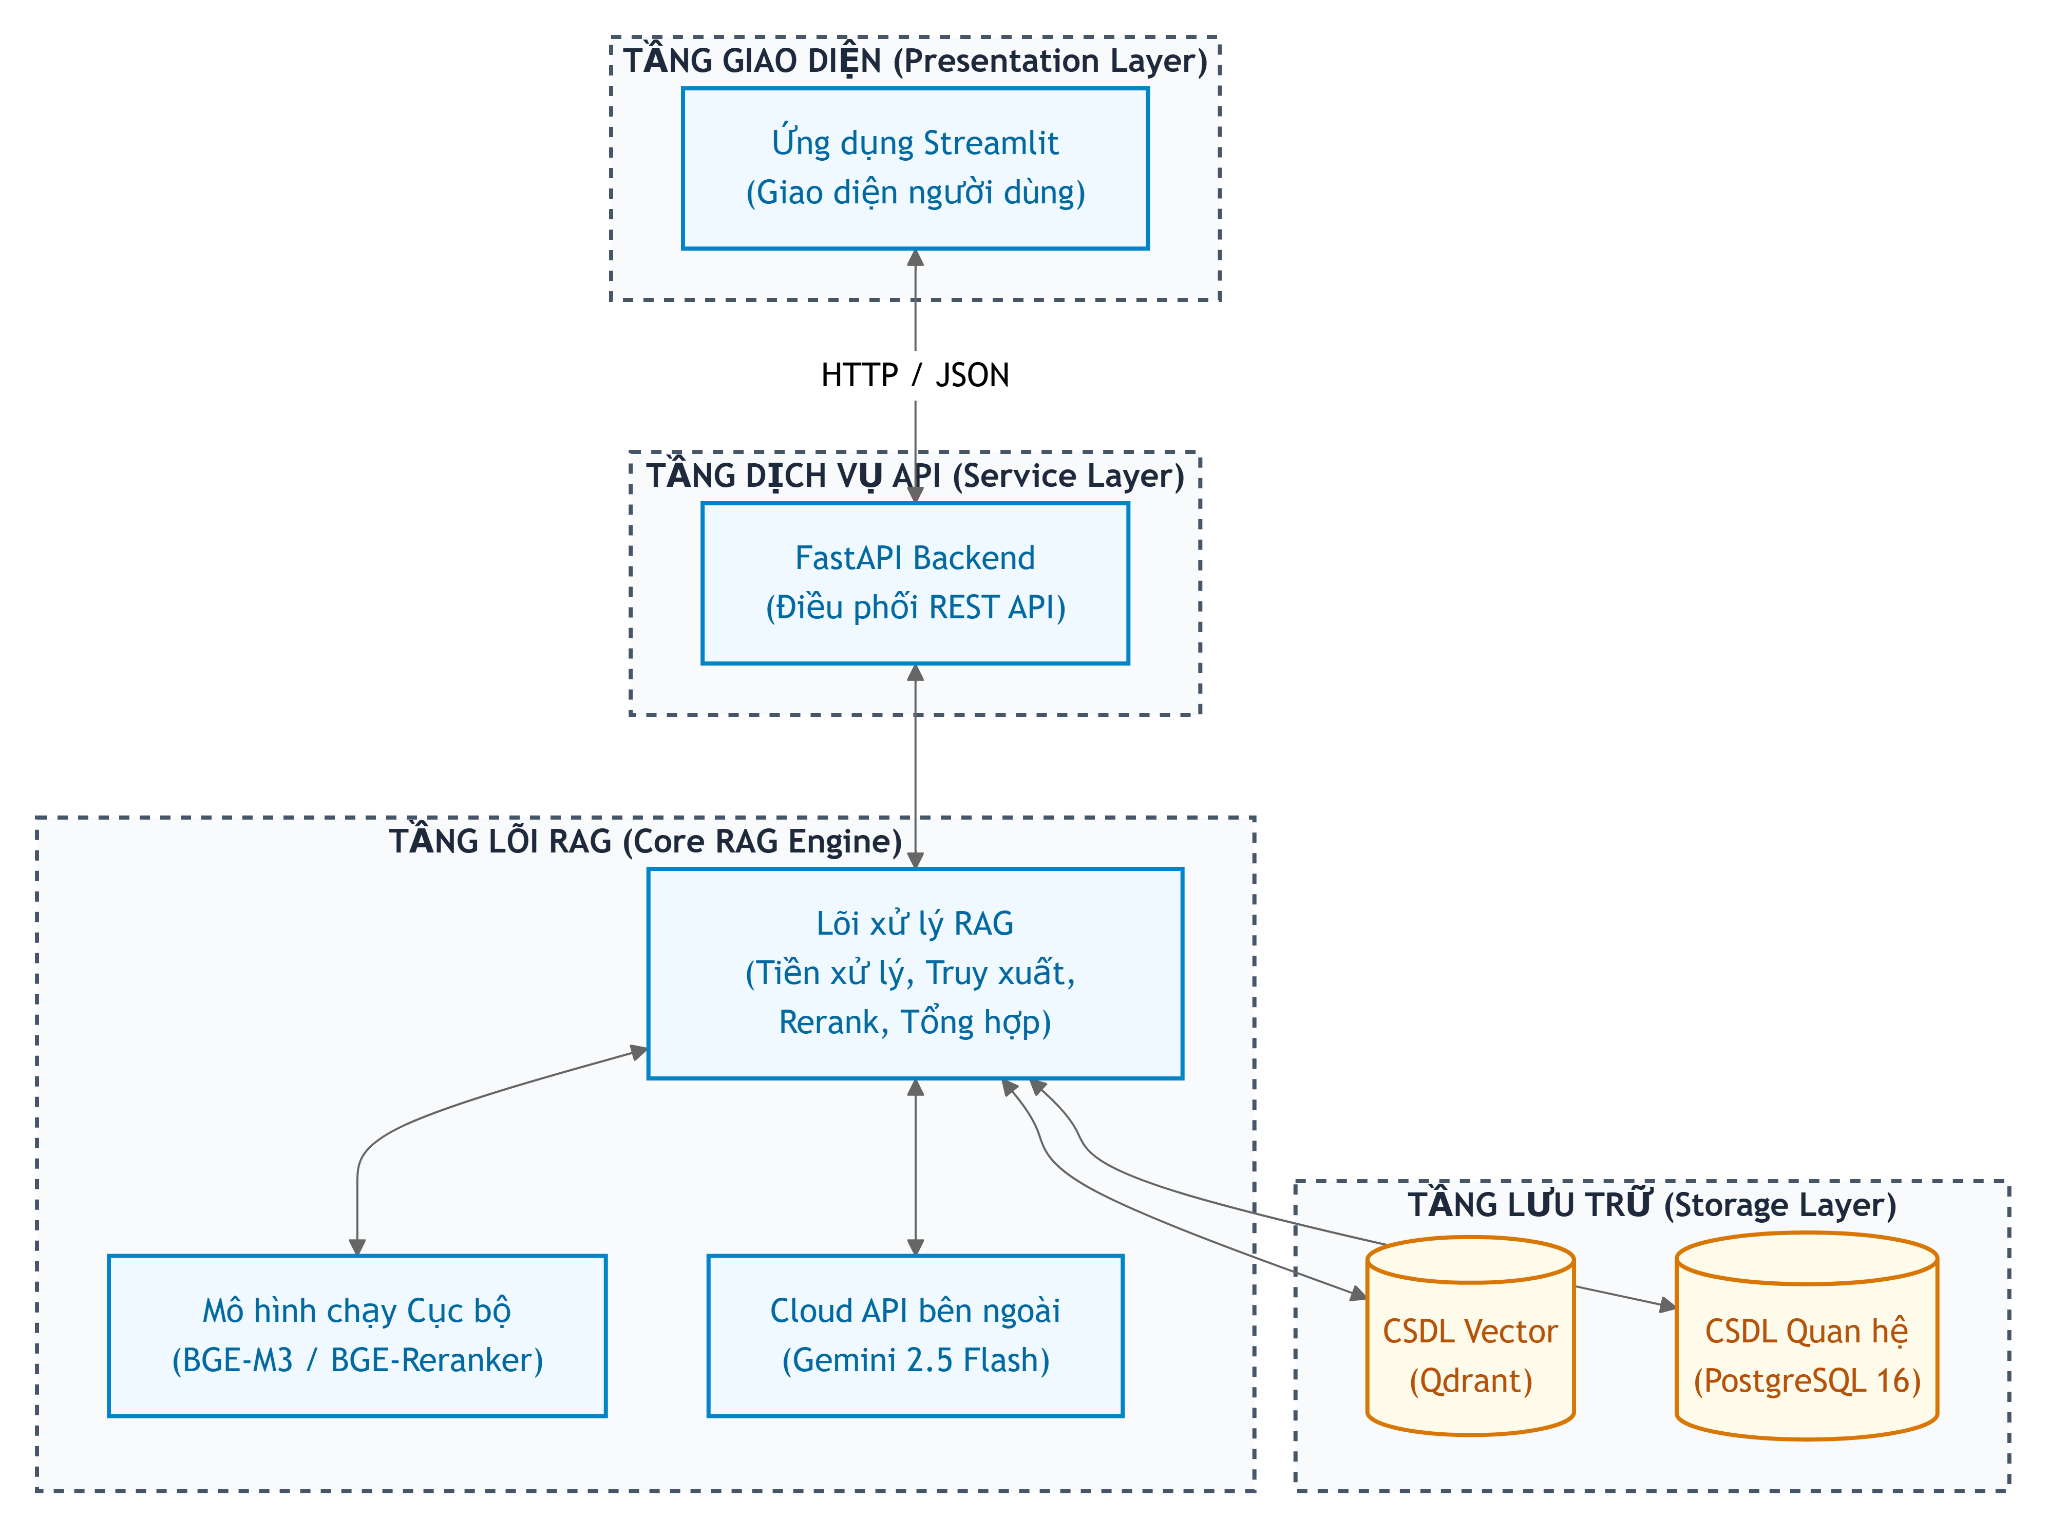 TẦNG GIAO DIỆN (Presentation Layer)
Ứng dụng Streamlit
(Giao diện người dùng)
HTTP / JSON
TẦNG DỊCH VỤ API (Service Layer)
FastAPI Backend
(Điều phối REST API)
TẦNG LÕI RAG (Core RAG Engine)
Lõi xử lý RAG
(Tiền xử lý, Truy xuất,
Rerank, Tổng hợp)
Mô hình chạy Cục bộ
(BGE-M3 / BGE-Reranker)
Cloud API bên ngoài
(Gemini 2.5 Flash)
TẦNG LƯU TRỮ (Storage Layer)
CSDL Vector
(Qdrant)
CSDL Quan hệ
(PostgreSQL 16)